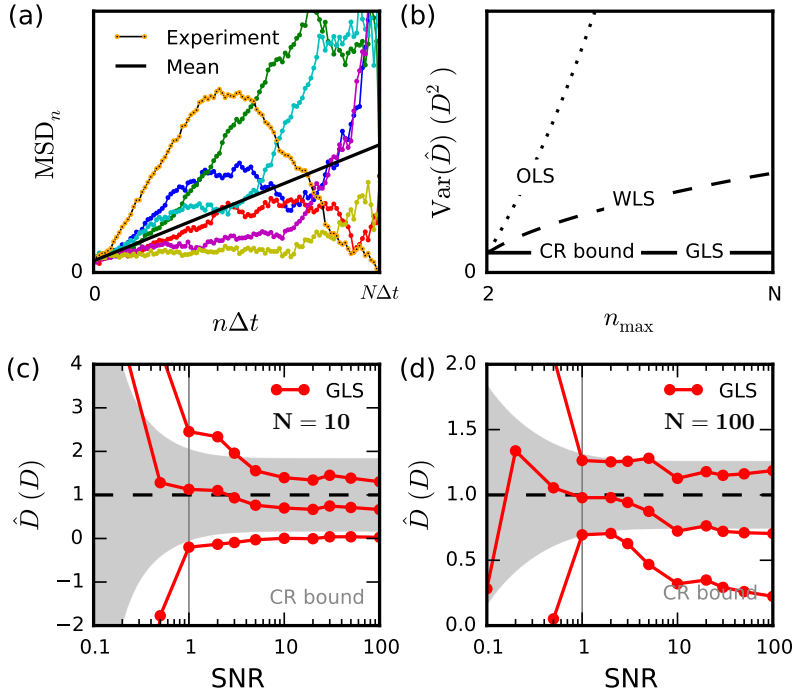 (a)
Experiment
Mean
MSD_n
0
0
NΔt
nΔt
(b)
Var(D̂) (D²)
OLS
WLS
CR bound
GLS
0
2
N
n_max
(c)
4
3
2
1
0
−1
−2
D̂ (D)
GLS
N = 10
CR bound
0.1
1
10
100
SNR
(d)
2.0
1.5
1.0
0.5
0.0
D̂ (D)
GLS
N = 100
CR bound
0.1
1
10
100
SNR